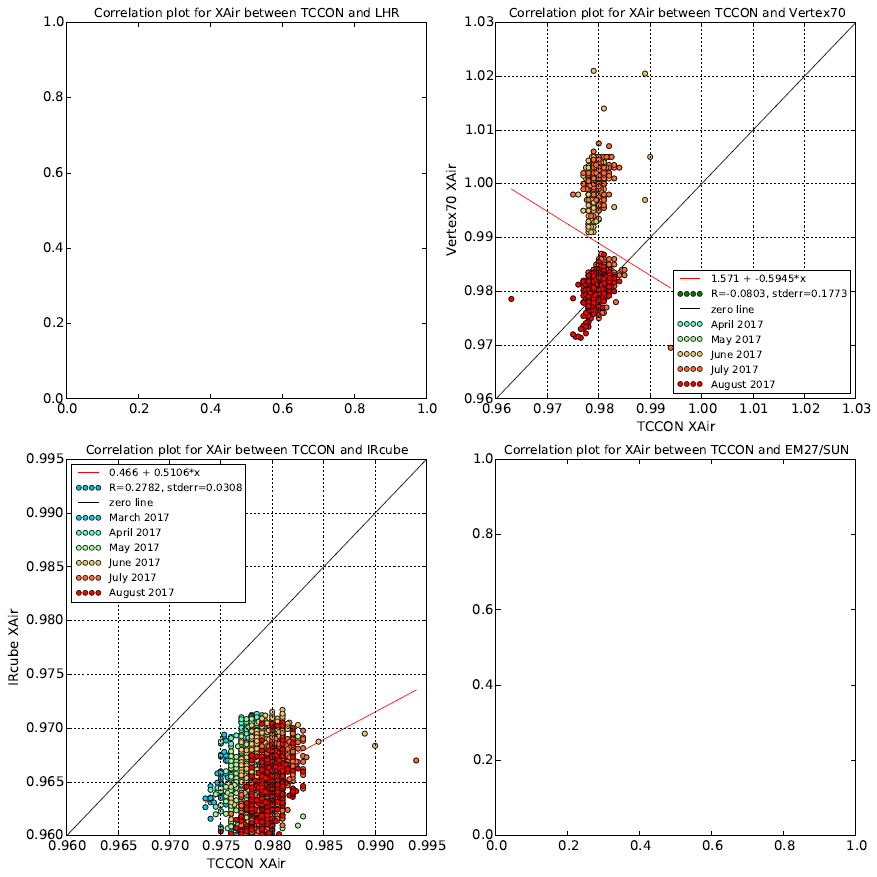 Correlation plot for XAir between TCCON and LHR
1.0
0.8
0.6
0.4
0.2
0.0
0.0 0.2 0.4 0.6 0.8 1.0
Correlation plot for XAir between TCCON and Vertex70
Vertex70 XAir
1.03
1.02
1.01
1.00
0.99
0.98
0.97
0.96
1.571 + -0.5945*x
R=-0.0803, stderr=0.1773
zero line
April 2017
May 2017
June 2017
July 2017
August 2017
0.96 0.97 0.98 0.99 1.00 1.01 1.02 1.03
TCCON XAir
Correlation plot for XAir between TCCON and IRcube
IRcube XAir
0.995
0.990
0.985
0.980
0.975
0.970
0.965
0.960
0.466 + 0.5106*x
R=0.2782, stderr=0.0308
zero line
March 2017
April 2017
May 2017
June 2017
July 2017
August 2017
0.960 0.965 0.970 0.975 0.980 0.985 0.990 0.995
TCCON XAir
Correlation plot for XAir between TCCON and EM27/SUN
1.0
0.8
0.6
0.4
0.2
0.0
0.0 0.2 0.4 0.6 0.8 1.0